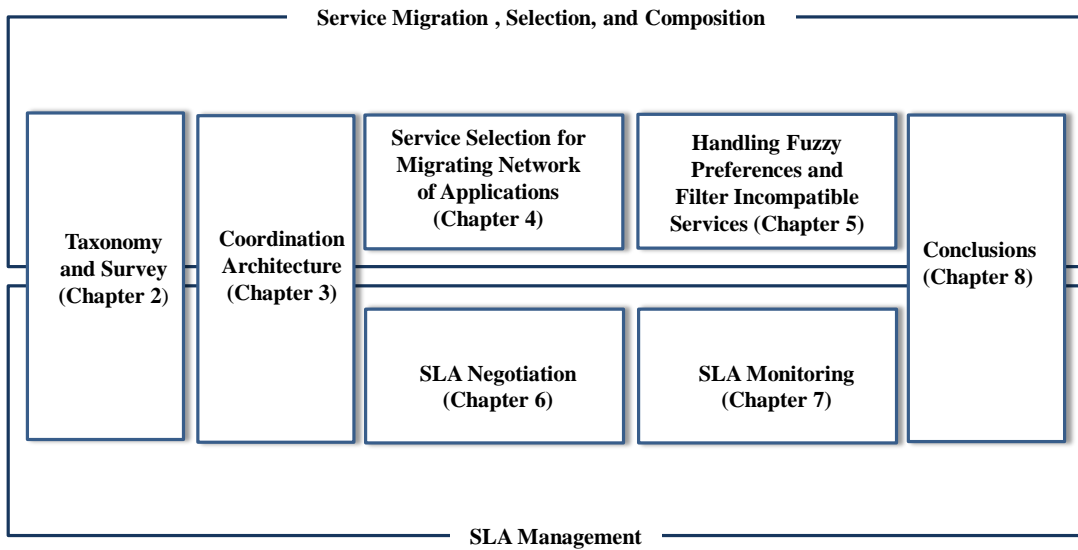 Service Migration , Selection, and Composition
Taxonomy
and Survey
(Chapter 2)
Coordination
Architecture
(Chapter 3)
Service Selection for
Migrating Network
of Applications
(Chapter 4)
Handling Fuzzy
Preferences and
Filter Incompatible
Services (Chapter 5)
SLA Negotiation
(Chapter 6)
SLA Monitoring
(Chapter 7)
Conclusions
(Chapter 8)
SLA Management